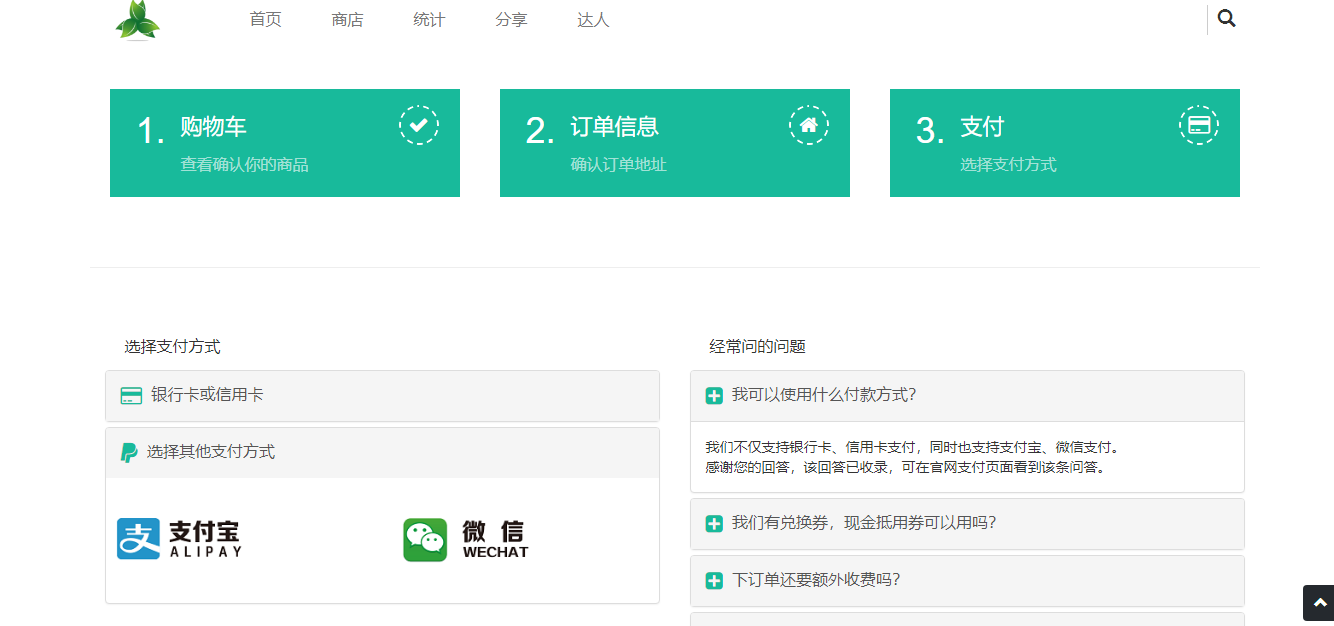 首页 商店 统计 分享 达人
1. 购物车
查看确认你的商品
2. 订单信息
确认订单地址
3. 支付
选择支付方式
选择支付方式
银行卡或信用卡
选择其他支付方式
支付宝
ALIPAY
微 信
WECHAT
经常问的问题
我可以使用什么付款方式?
我们不仅支持银行卡、信用卡支付，同时也支持支付宝、微信支付。
感谢您的回答，该回答已收录，可在官网支付页面看到该条问答。
我们有兑换券，现金抵用券可以用吗?
下订单还要额外收费吗?